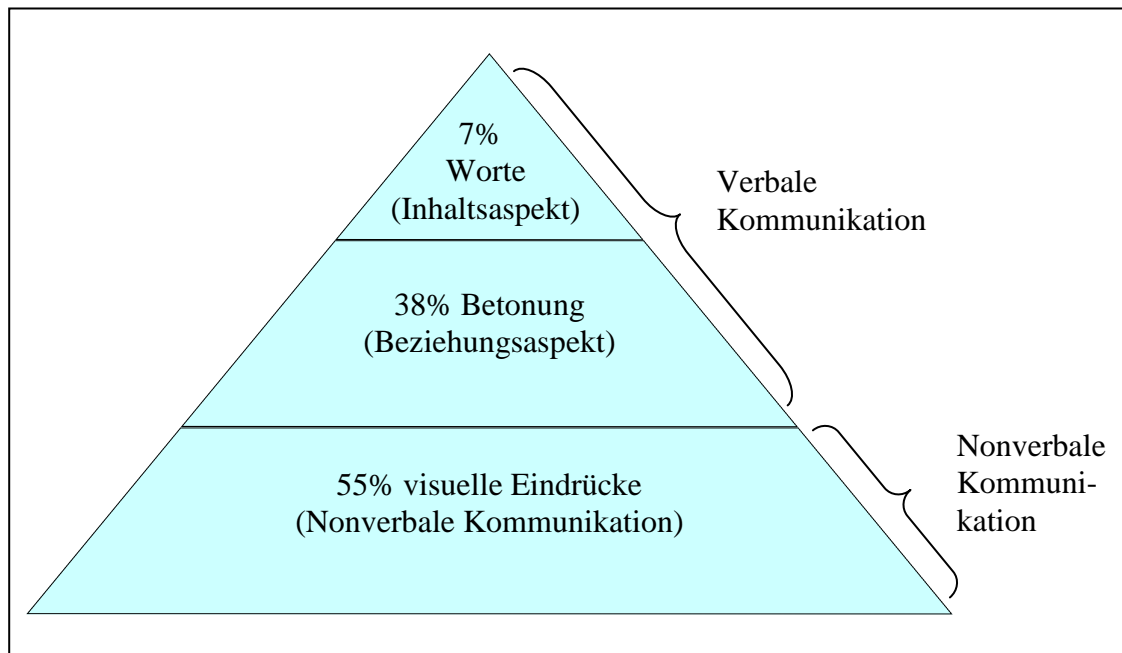 7%
Worte
(Inhaltsaspekt)
38% Betonung
(Beziehungsaspekt)
55% visuelle Eindrücke
(Nonverbale Kommunikation)
Verbale
Kommunikation
Nonverbale
Kommuni-
kation